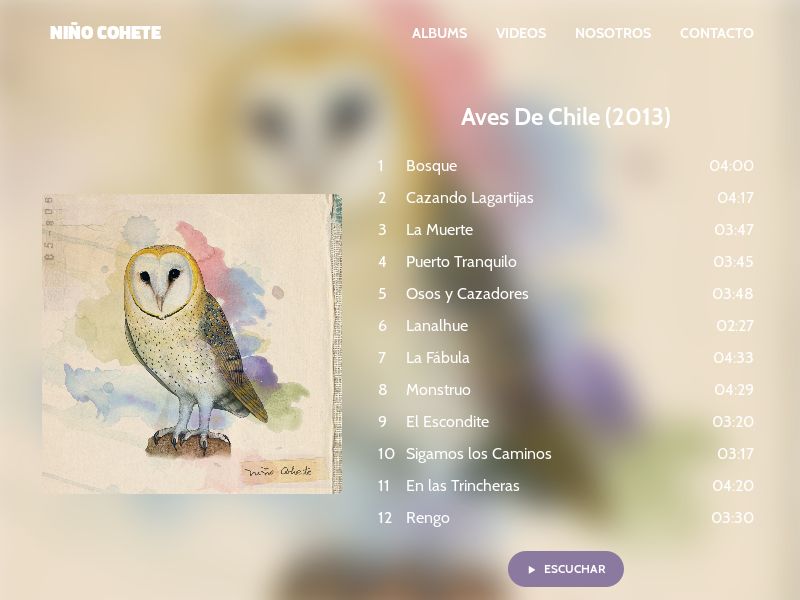 NIÑO COHETE
ALBUMS VIDEOS NOSOTROS CONTACTO
Aves De Chile (2013)
1 Bosque 04:00
2 Cazando Lagartijas 04:17
3 La Muerte 03:47
4 Puerto Tranquilo 03:45
5 Osos y Cazadores 03:48
6 Lanalhue 02:27
7 La Fábula 04:33
8 Monstruo 04:29
9 El Escondite 03:20
10 Sigamos los Caminos 03:17
11 En las Trincheras 04:20
12 Rengo 03:30
niño Cohete
ESCUCHAR